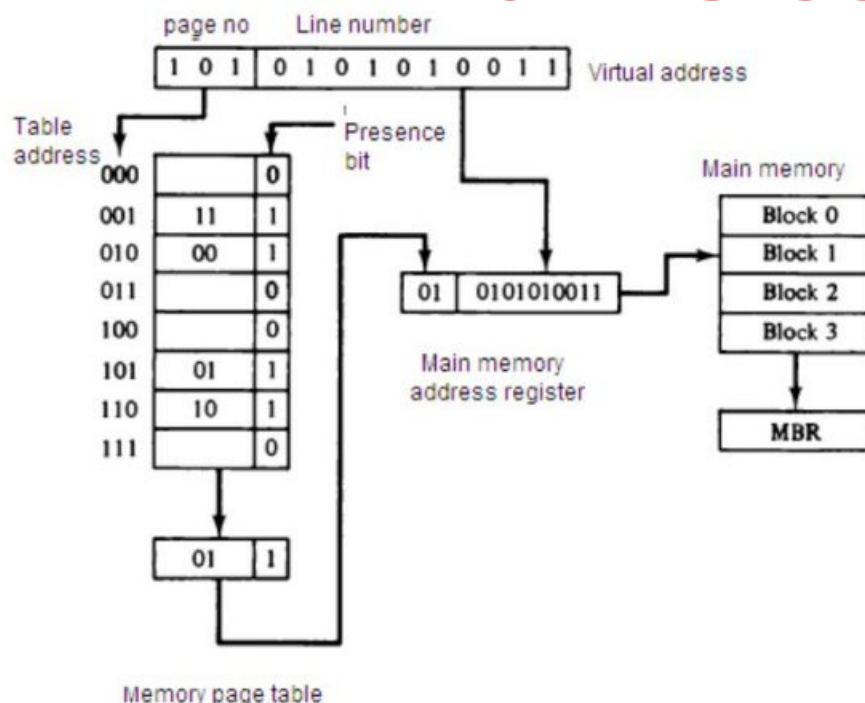 page no Line number
1 0 1 0 1 0 1 0 1 0 0 1 1 Virtual address
Table address
Presence bit
000 0
001 11 1
010 00 1
011 0
100 0
101 01 1
110 10 1
111 0
01 1
Memory page table
01 0101010011
Main memory
address register
Main memory
Block 0
Block 1
Block 2
Block 3
MBR